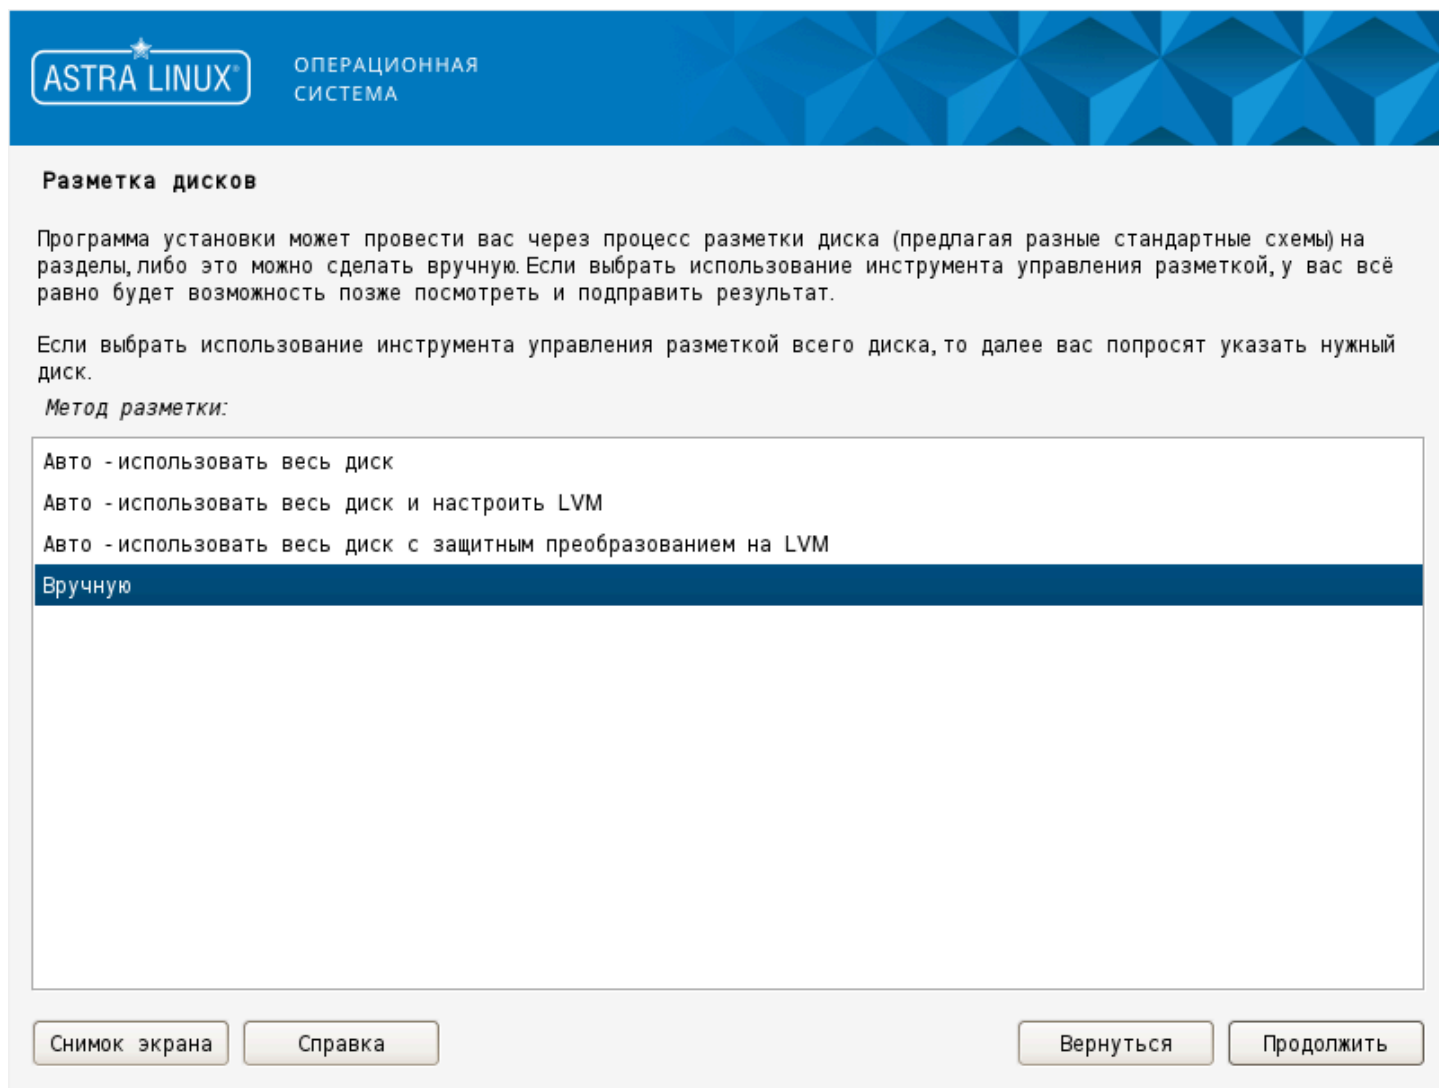 ASTRA LINUX®
ОПЕРАЦИОННАЯ
СИСТЕМА
Разметка дисков
Программа установки может провести вас через процесс разметки диска (предлагая разные стандартные схемы) на
разделы, либо это можно сделать вручную. Если выбрать использование инструмента управления разметкой, у вас всё
равно будет возможность позже посмотреть и подправить результат.
Если выбрать использование инструмента управления разметкой всего диска, то далее вас попросят указать нужный
диск.
Метод разметки:
Авто - использовать весь диск
Авто - использовать весь диск и настроить LVM
Авто - использовать весь диск с защитным преобразованием на LVM
Вручную
Снимок экрана
Справка
Вернуться
Продолжить